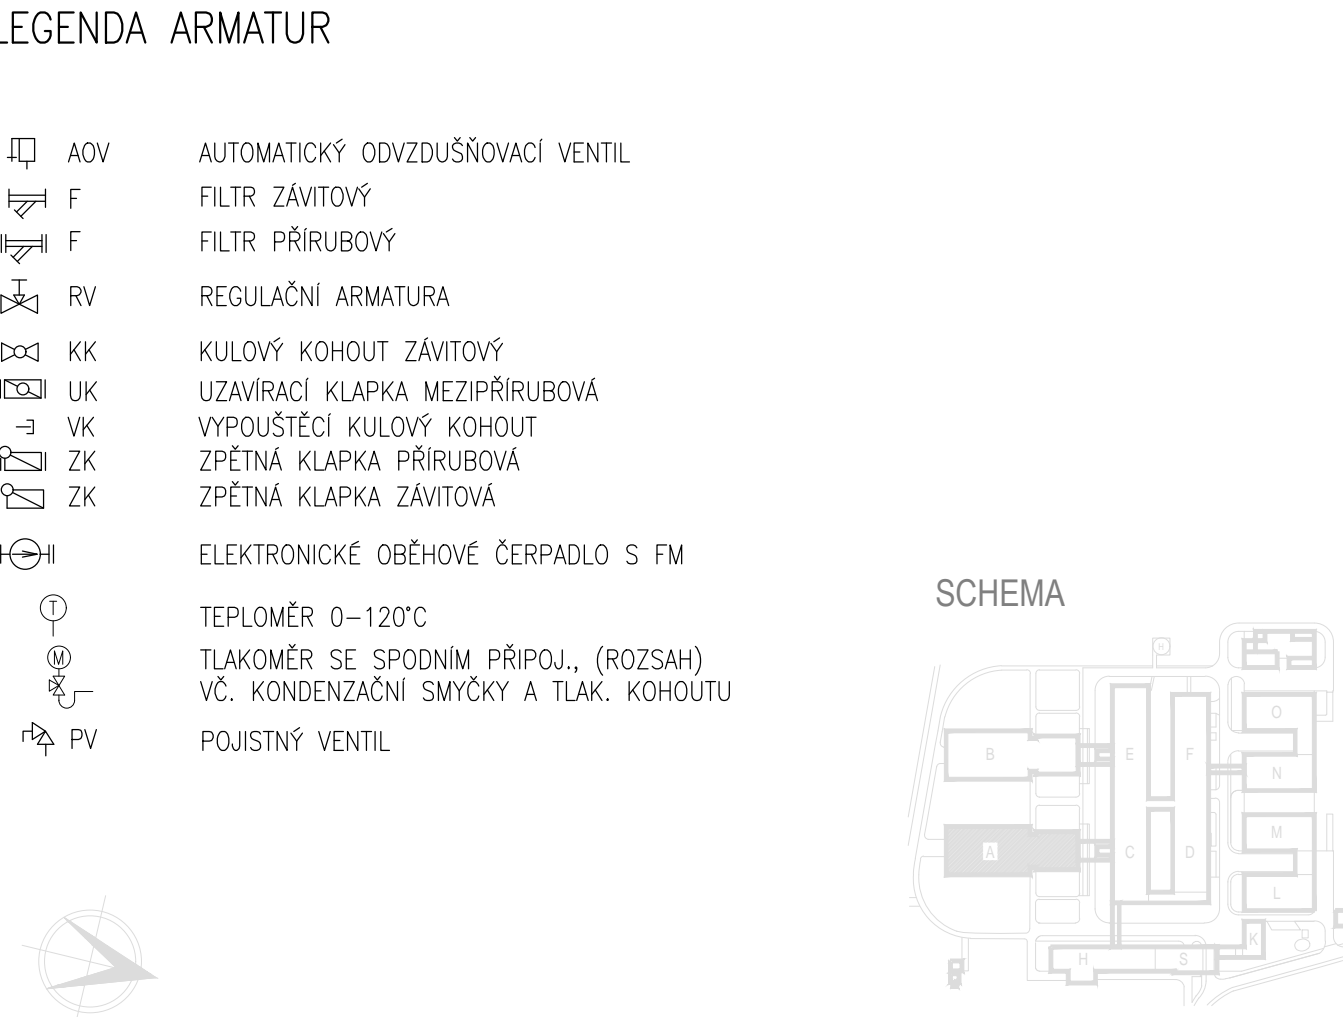 LEGENDA ARMATUR
AOV AUTOMATICKÝ ODVZDUŠŇOVACÍ VENTIL
F FILTR ZÁVITOVÝ
F FILTR PŘÍRUBOVÝ
RV REGULAČNÍ ARMATURA
KK KULOVÝ KOHOUT ZÁVITOVÝ
UK UZAVÍRACÍ KLAPKA MEZIPŘÍRUBOVÁ
VK VYPOUŠTĚCÍ KULOVÝ KOHOUT
ZK ZPĚTNÁ KLAPKA PŘÍRUBOVÁ
ZK ZPĚTNÁ KLAPKA ZÁVITOVÁ
ELEKTRONICKÉ OBĚHOVÉ ČERPADLO S FM
T TEPLOMĚR 0–120°C
M TLAKOMĚR SE SPODNÍM PŘIPOJ., (ROZSAH)
VČ. KONDENZAČNÍ SMYČKY A TLAK. KOHOUTU
PV POJISTNÝ VENTIL
SCHEMA
H
O
B E F
N
M
A C D
L
K
H S